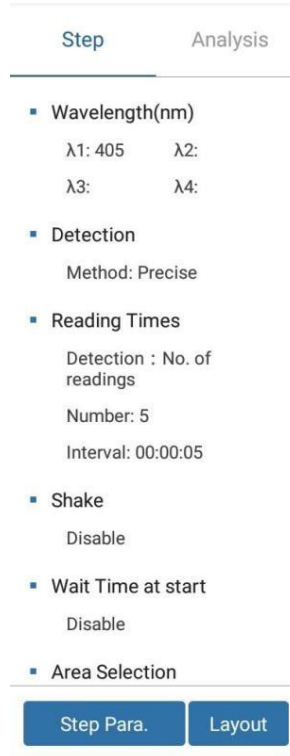 Step Analysis
Wavelength(nm)
λ1: 405 λ2:
λ3: λ4:
Detection
Method: Precise
Reading Times
Detection : No. of
readings
Number: 5
Interval: 00:00:05
Shake
Disable
Wait Time at start
Disable
Area Selection
Step Para. Layout